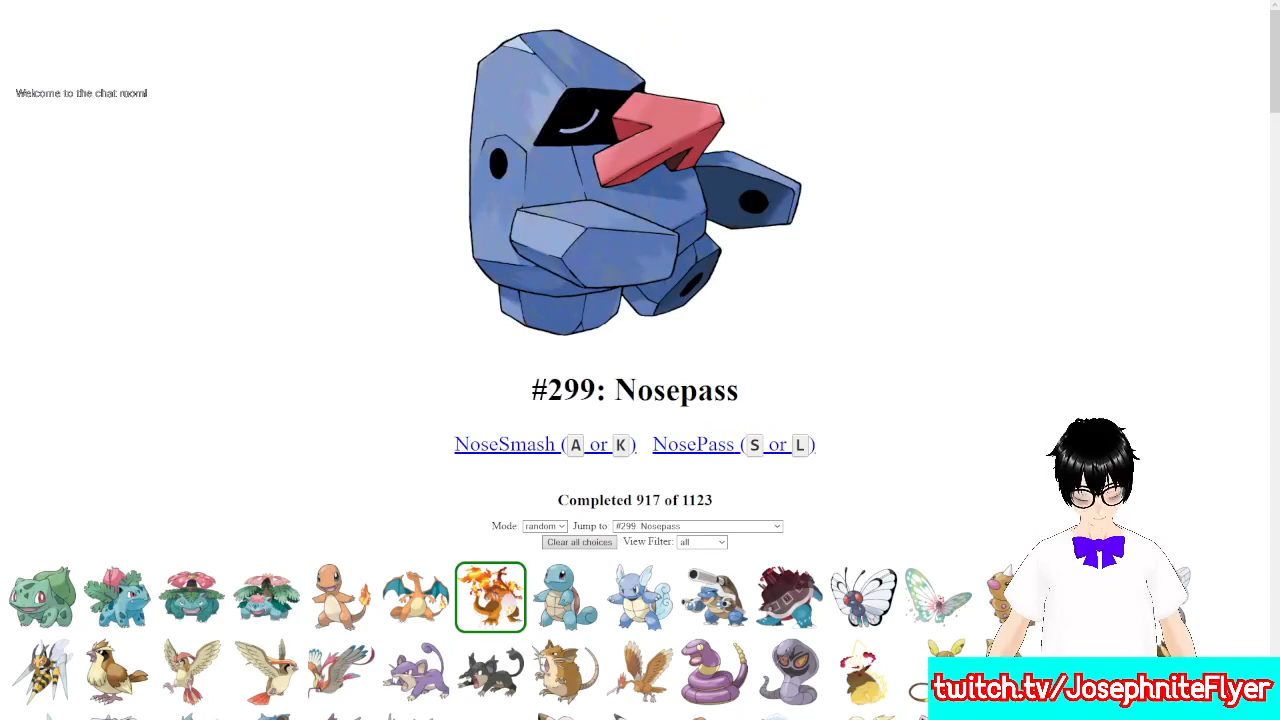 Welcome to the chat room!
#299: Nosepass
NoseSmash (A or K) NosePass (S or L)
Completed 917 of 1123
Mode: random Jump to: #299: Nosepass
Clear all choices View Filter: all
twitch.tv/JosephniteFlyer